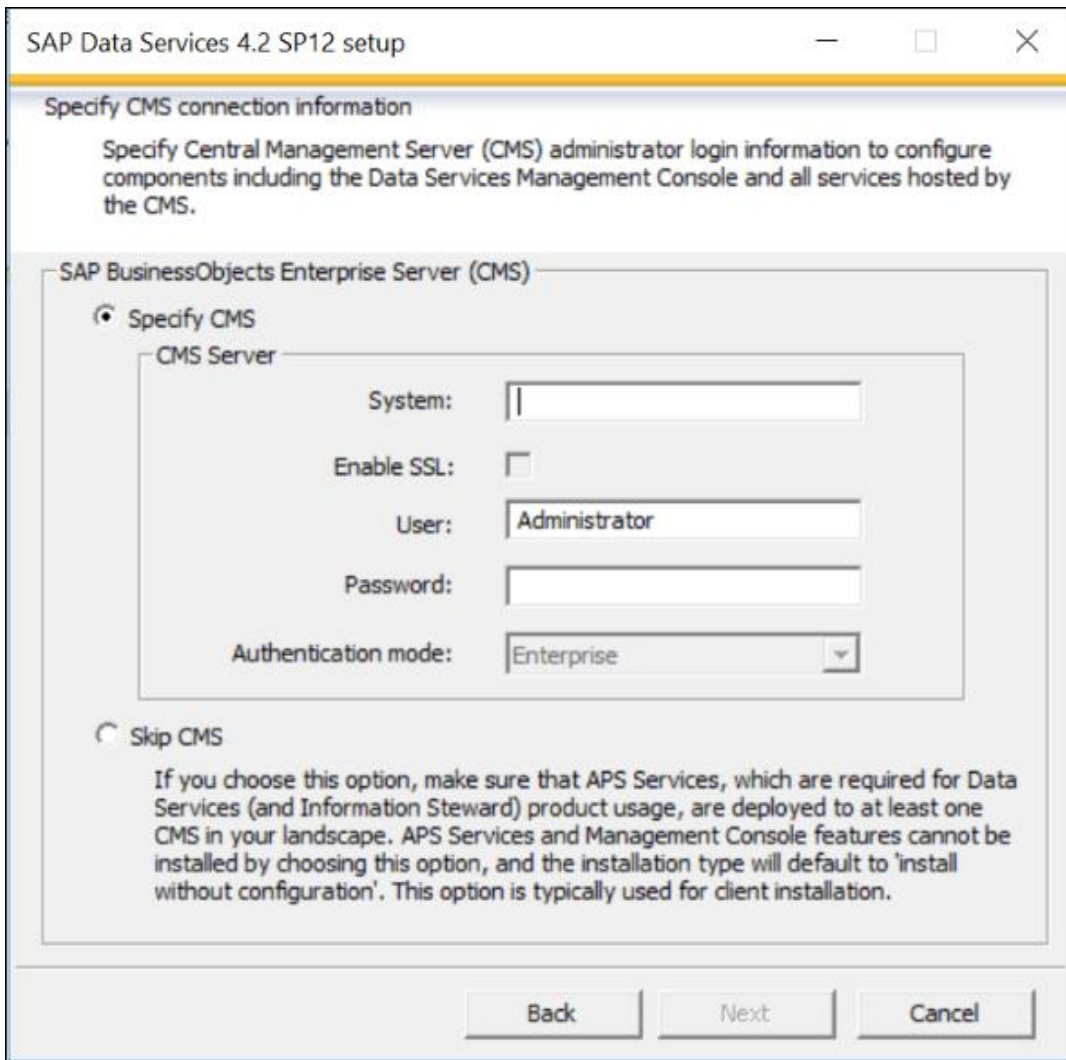 SAP Data Services 4.2 SP12 setup
Specify CMS connection information
Specify Central Management Server (CMS) administrator login information to configure
components including the Data Services Management Console and all services hosted by
the CMS.
SAP BusinessObjects Enterprise Server (CMS)
Specify CMS
CMS Server
System:
Enable SSL:
User: Administrator
Password:
Authentication mode: Enterprise
Skip CMS
If you choose this option, make sure that APS Services, which are required for Data
Services (and Information Steward) product usage, are deployed to at least one
CMS in your landscape. APS Services and Management Console features cannot be
installed by choosing this option, and the installation type will default to 'install
without configuration'. This option is typically used for client installation.
Back Next Cancel